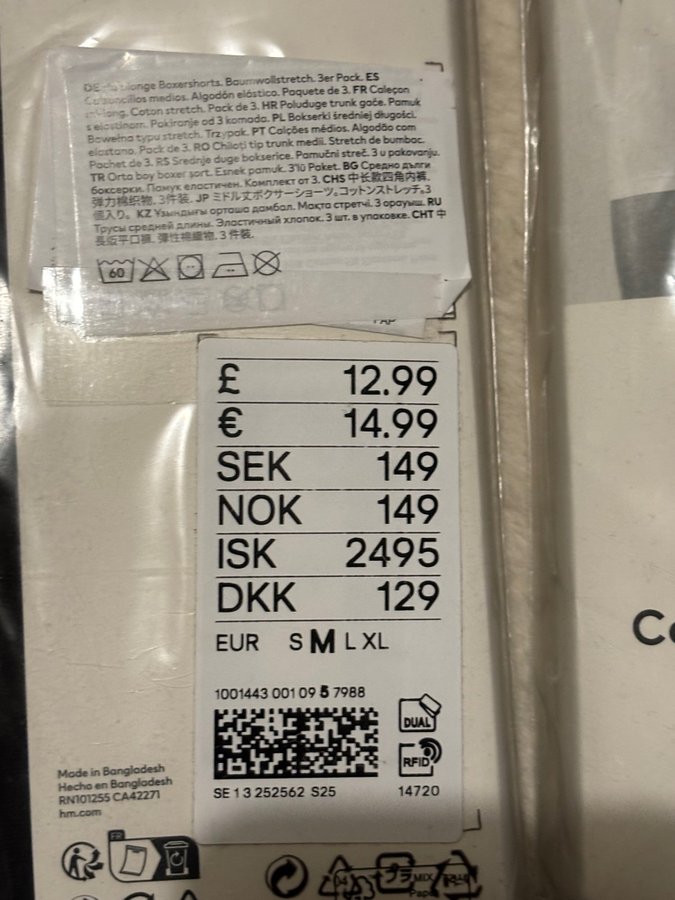 DE lange Boxershorts. Baumwollstretch. 3er Pack. ES
Calzoncillos medios. Algodón elástico. Paquete de 3. FR Caleçon
mi-long. Coton stretch. Pack de 3. HR Poluduge trunk gaće. Pamuk
s elastinom. Pakiranje od 3 komada. PL Bokserki średniej długości.
Bawełna typu stretch. Trzypak. PT Calções médios. Algodão com
elastano. Pack de 3. RO Chiloți tip trunk medii. Stretch de bumbac.
Pachet de 3. RS Srednje duge bokserice. Pamučni streč. 3 u pakovanju.
TR Orta boy boxer şort. Esnek pamuk. 3'lü Paket. BG Средно дълги
боксерки. Памук еластичен. Комплект от 3. CHS 中长款四角内裤.
弹力棉织物. 3件装. JP ミドル丈ボクサーショーツ。コットンストレッチ。3
個入り。 KZ Ұзындығы орташа дамбал. Мақта стретчі. 3 орауыш. RU
Трусы средней длины. Эластичный хлопок. 3 шт. в упаковке. CHT 中
長版平口褲. 彈性棉織物. 3 件裝.
60
PAP
£ 12.99
€ 14.99
SEK 149
NOK 149
ISK 2495
DKK 129
EUR S M L XL
1001443 001 09 5 7988
DUAL
RFID
SE 1 3 252562 S25 14720
Made in Bangladesh
Hecho en Bangladesh
RN101255 CA42271
hm.com
FR
プラ
MIX
Paper